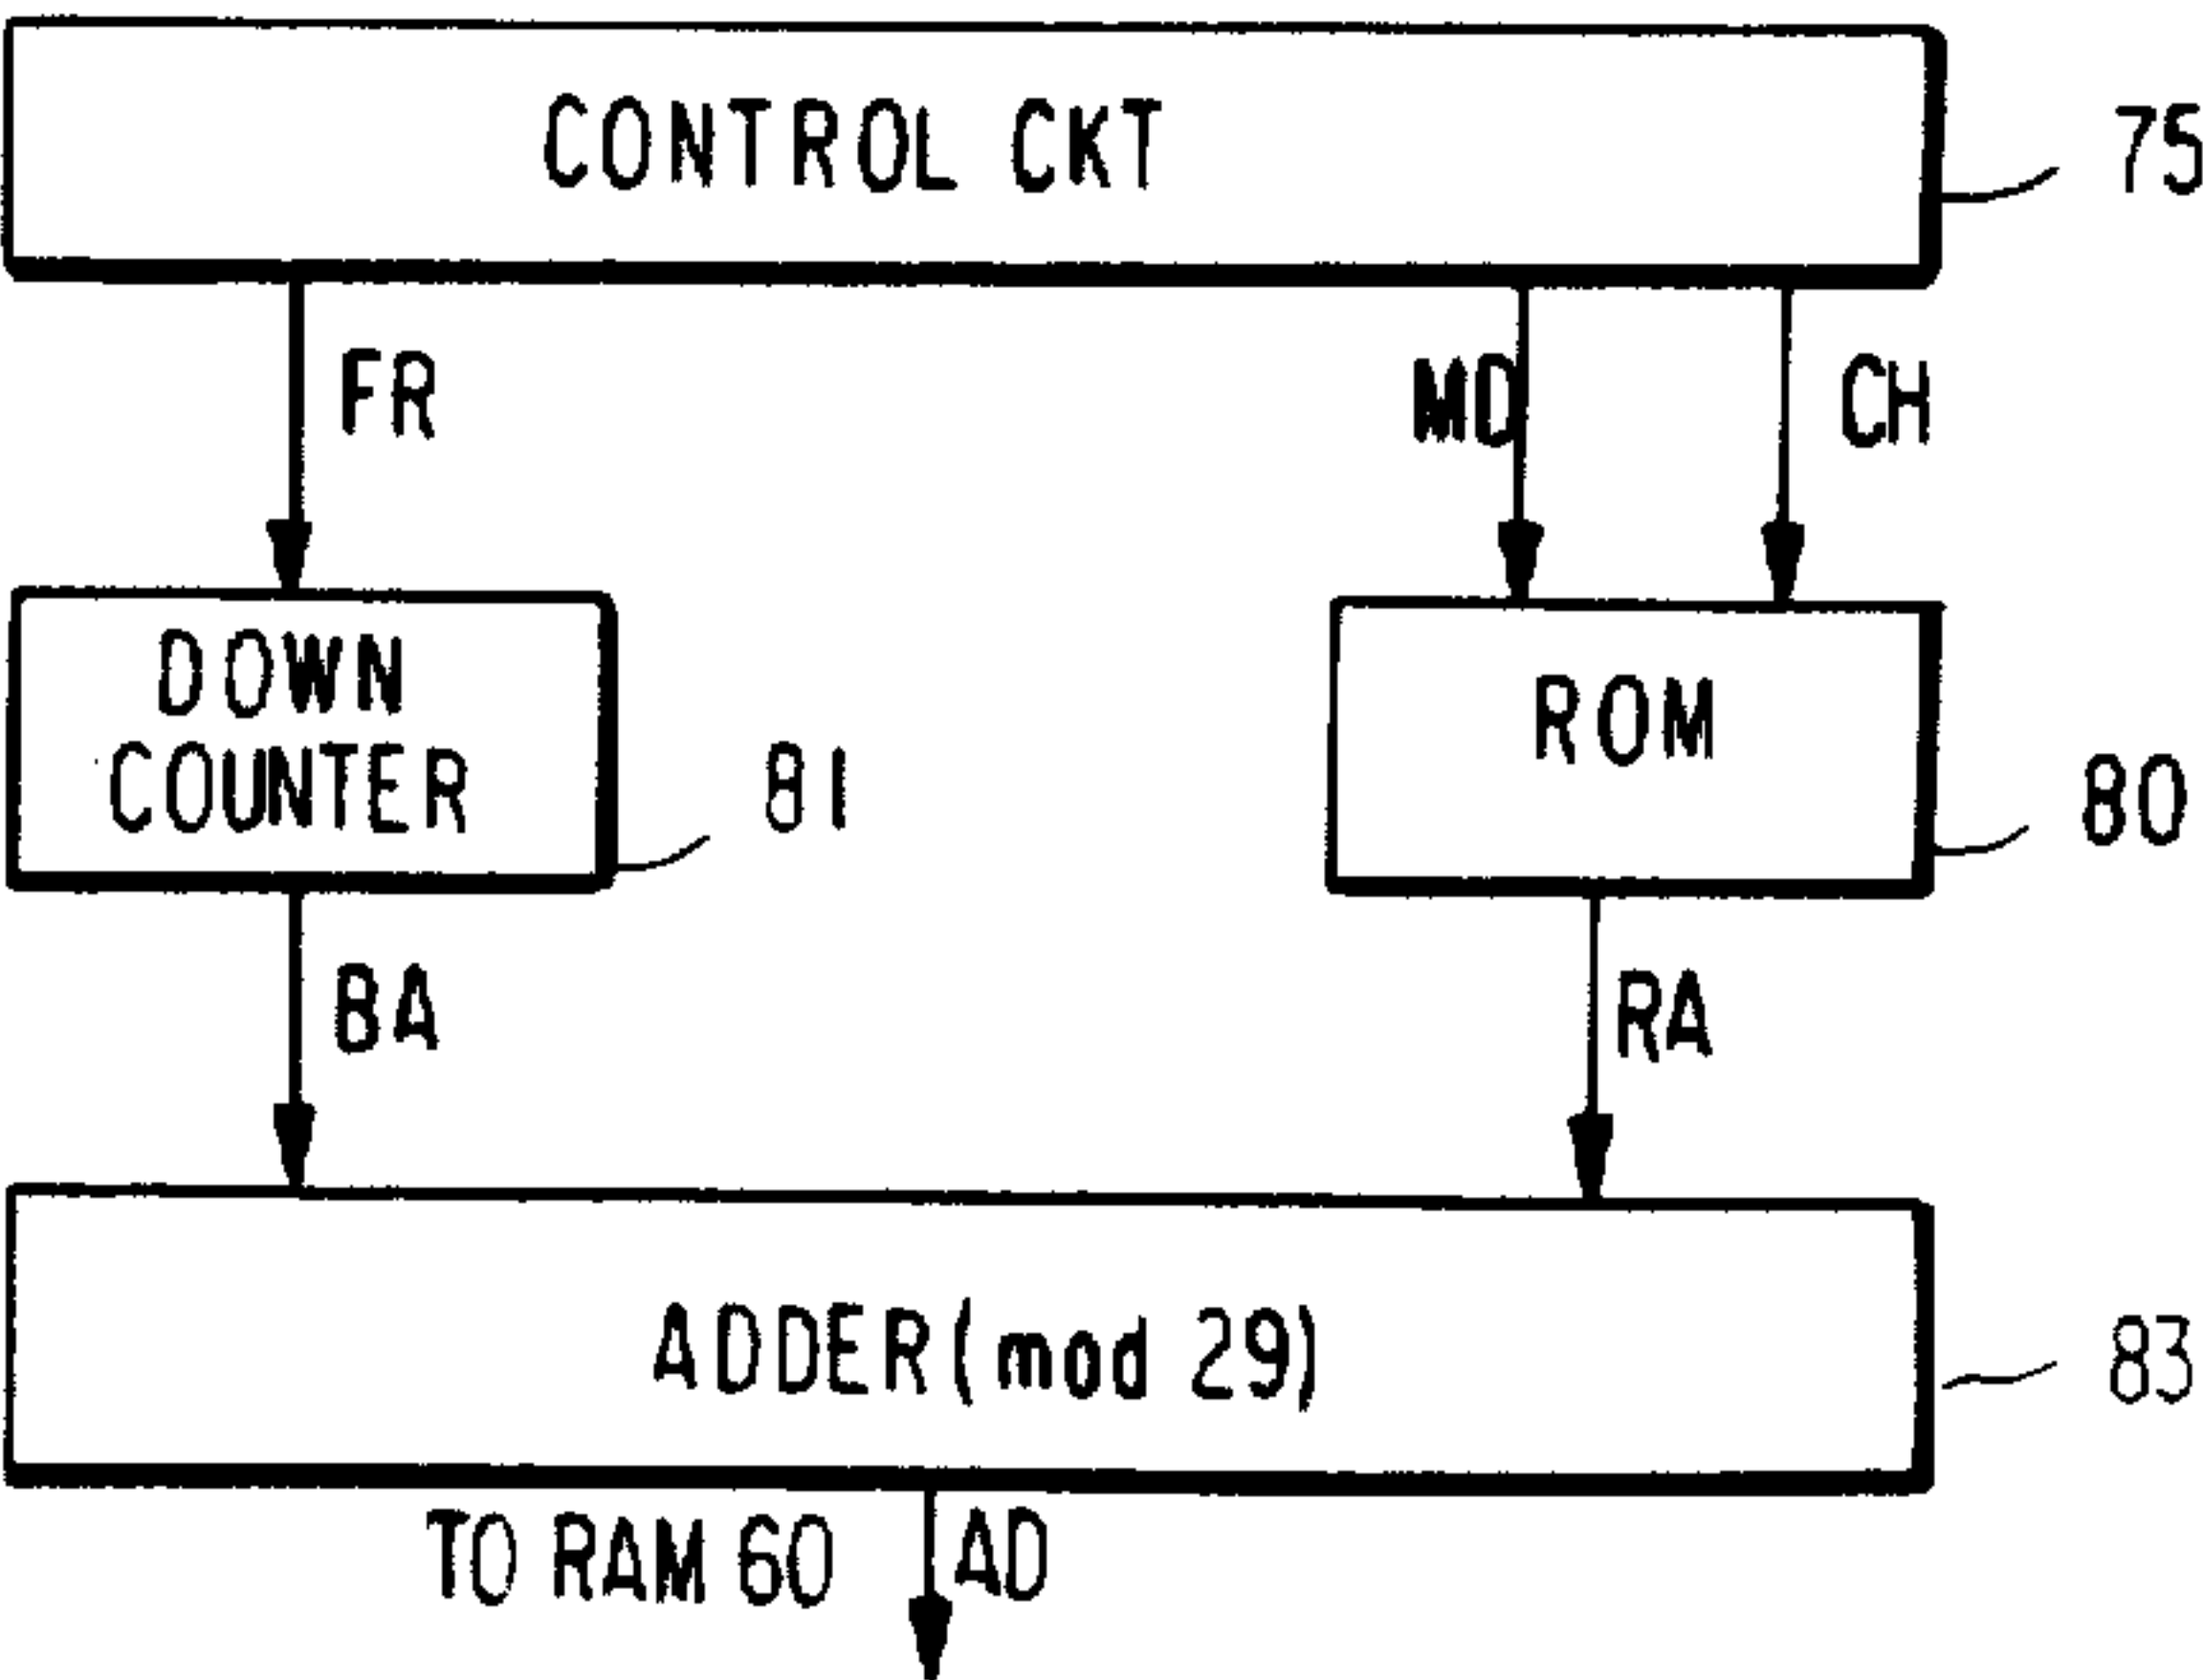 CONTROL CKT
75
FR
MD
CH
DOWN
COUNTER
81
ROM
80
BA
RA
ADDER (mod 29)
83
TO RAM 60
AD